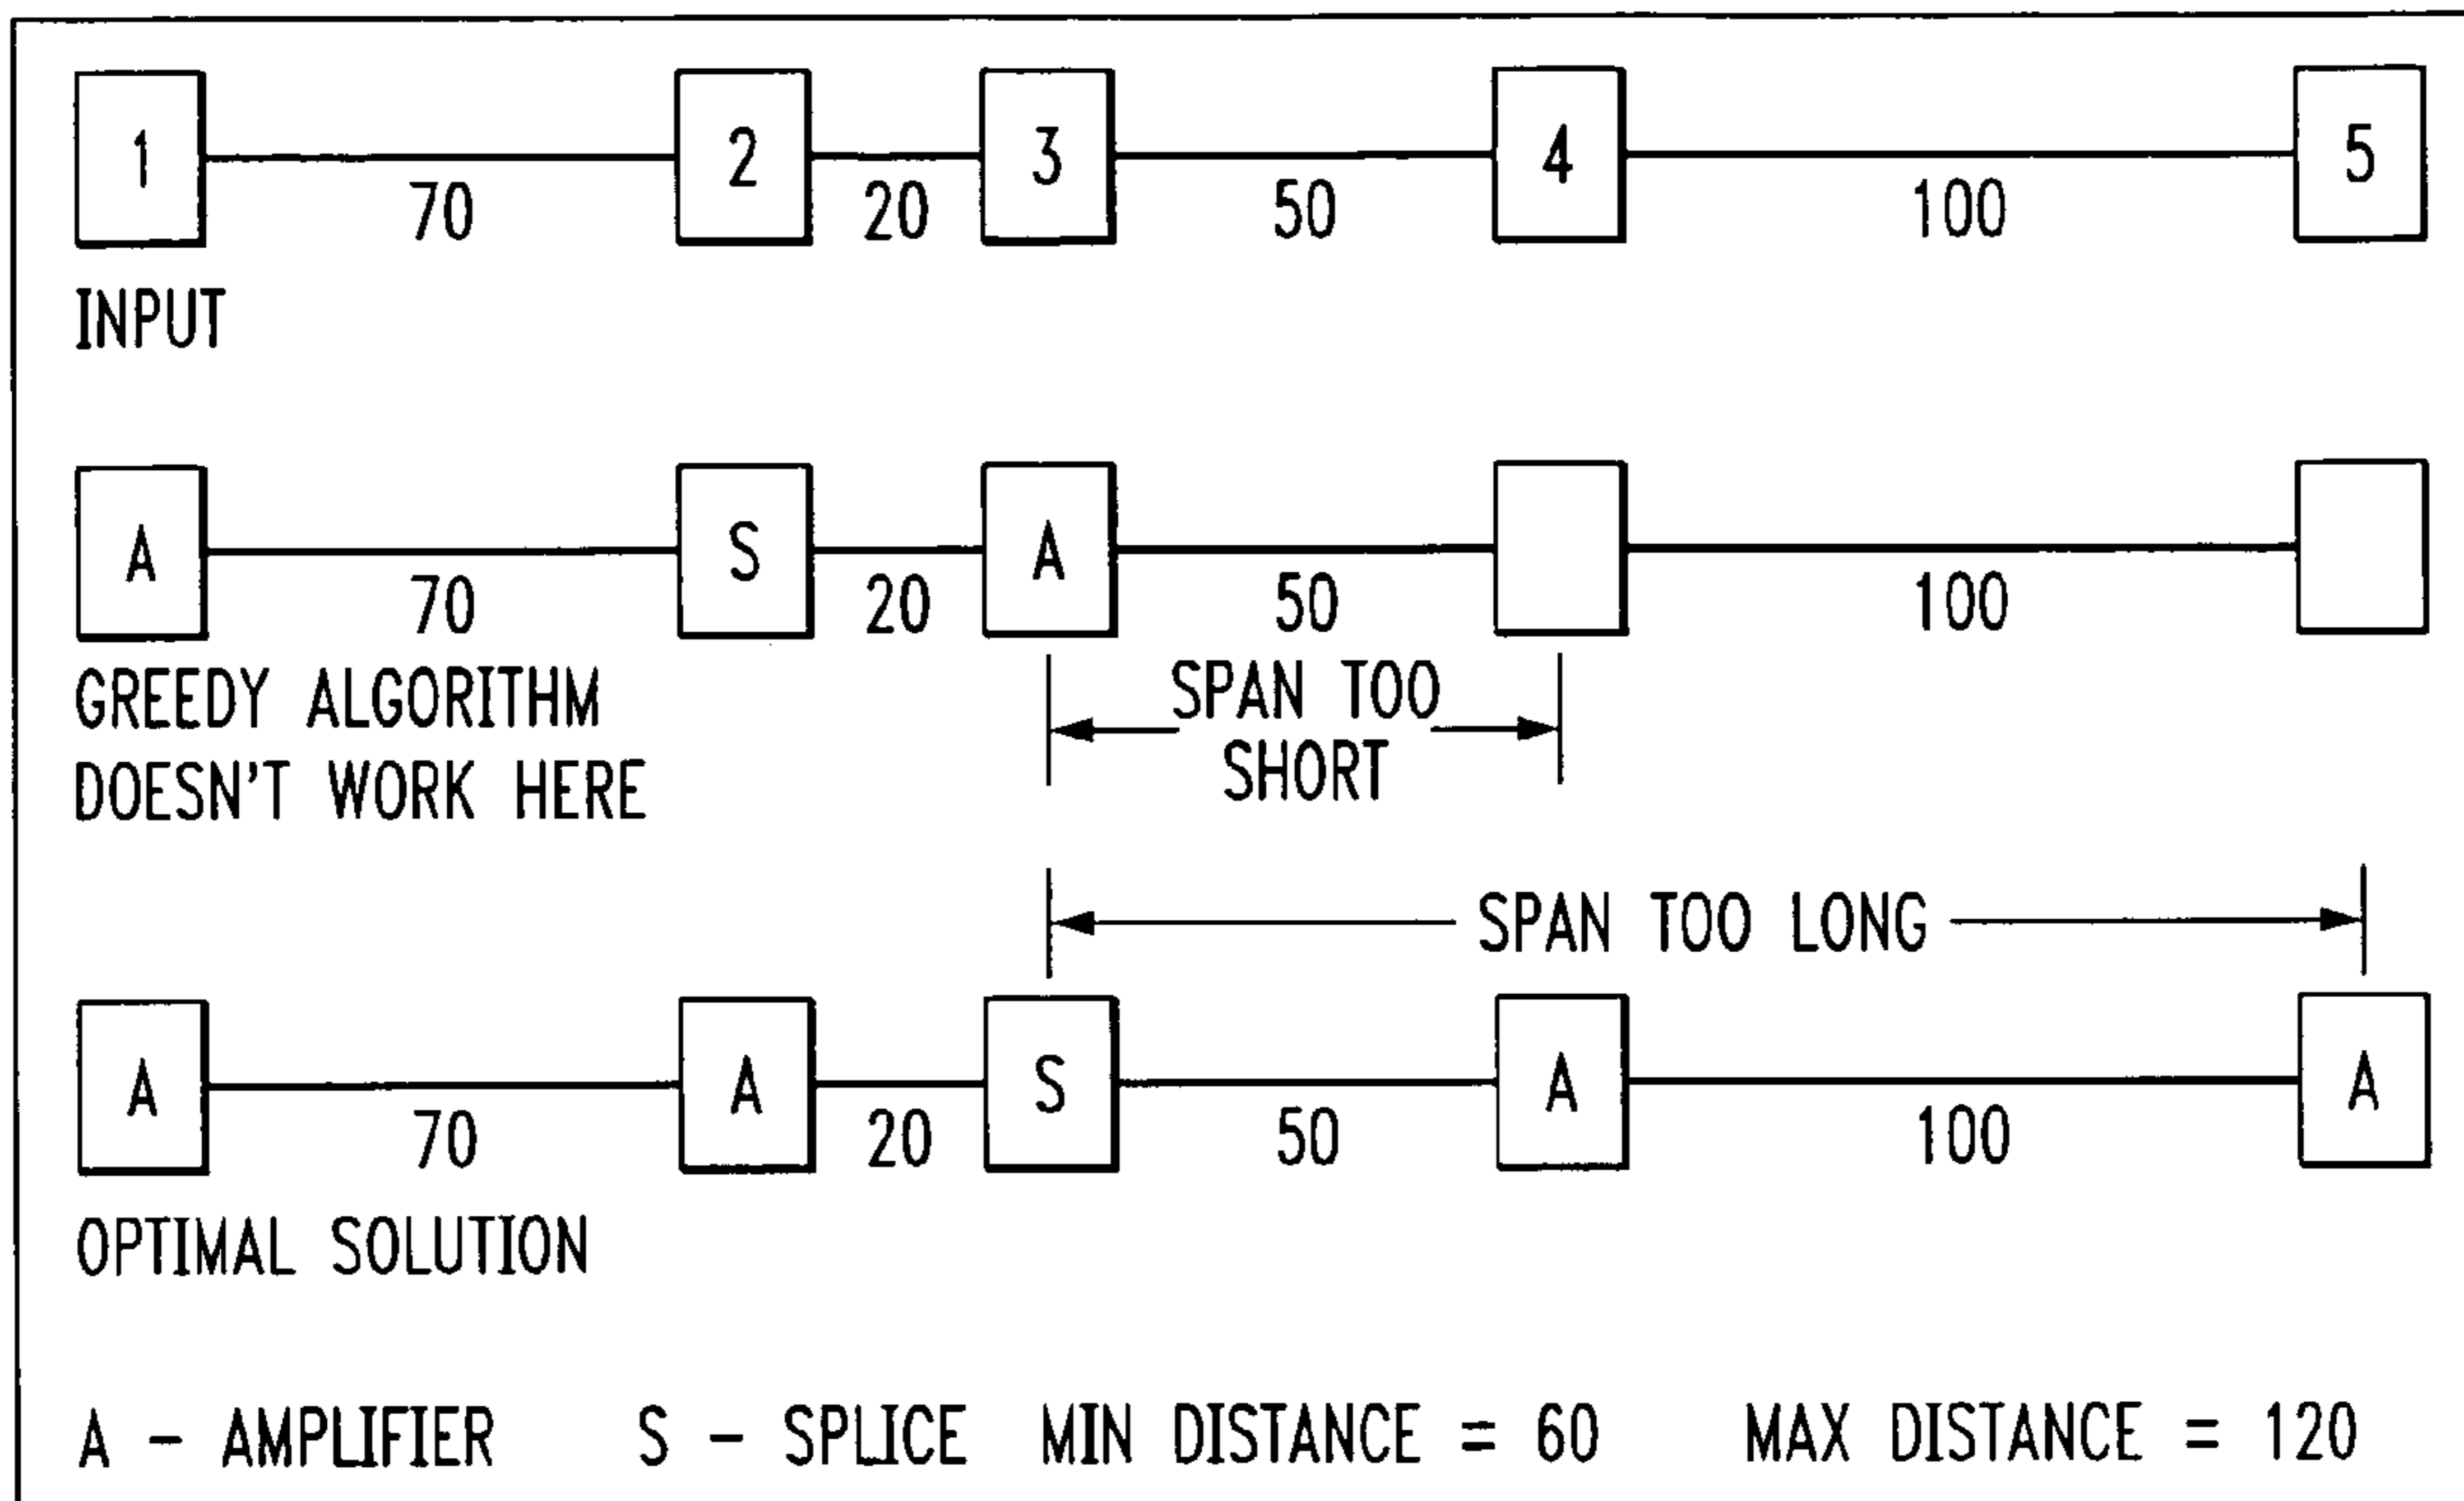 1 2 3 4 5
70 20 50 100
INPUT
A S A
70 20 50 100
GREEDY ALGORITHM
DOESN'T WORK HERE
SPAN TOO
SHORT
SPAN TOO LONG
A A S A A
70 20 50 100
OPTIMAL SOLUTION
A - AMPLIFIER S - SPLICE MIN DISTANCE = 60 MAX DISTANCE = 120